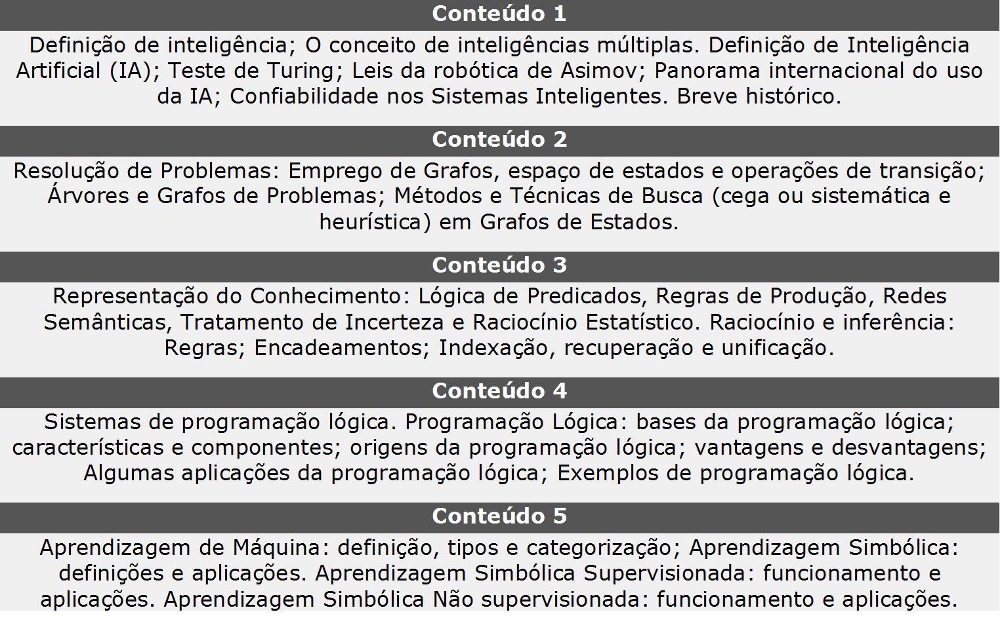 Conteúdo 1
Definição de inteligência; O conceito de inteligências múltiplas. Definição de Inteligência
Artificial (IA); Teste de Turing; Leis da robótica de Asimov; Panorama internacional do uso
da IA; Confiabilidade nos Sistemas Inteligentes. Breve histórico.
Conteúdo 2
Resolução de Problemas: Emprego de Grafos, espaço de estados e operações de transição;
Árvores e Grafos de Problemas; Métodos e Técnicas de Busca (cega ou sistemática e
heurística) em Grafos de Estados.
Conteúdo 3
Representação do Conhecimento: Lógica de Predicados, Regras de Produção, Redes
Semânticas, Tratamento de Incerteza e Raciocínio Estatístico. Raciocínio e inferência:
Regras; Encadeamentos; Indexação, recuperação e unificação.
Conteúdo 4
Sistemas de programação lógica. Programação Lógica: bases da programação lógica;
características e componentes; origens da programação lógica; vantagens e desvantagens;
Algumas aplicações da programação lógica; Exemplos de programação lógica.
Conteúdo 5
Aprendizagem de Máquina: definição, tipos e categorização; Aprendizagem Simbólica:
definições e aplicações. Aprendizagem Simbólica Supervisionada: funcionamento e
aplicações. Aprendizagem Simbólica Não supervisionada: funcionamento e aplicações.